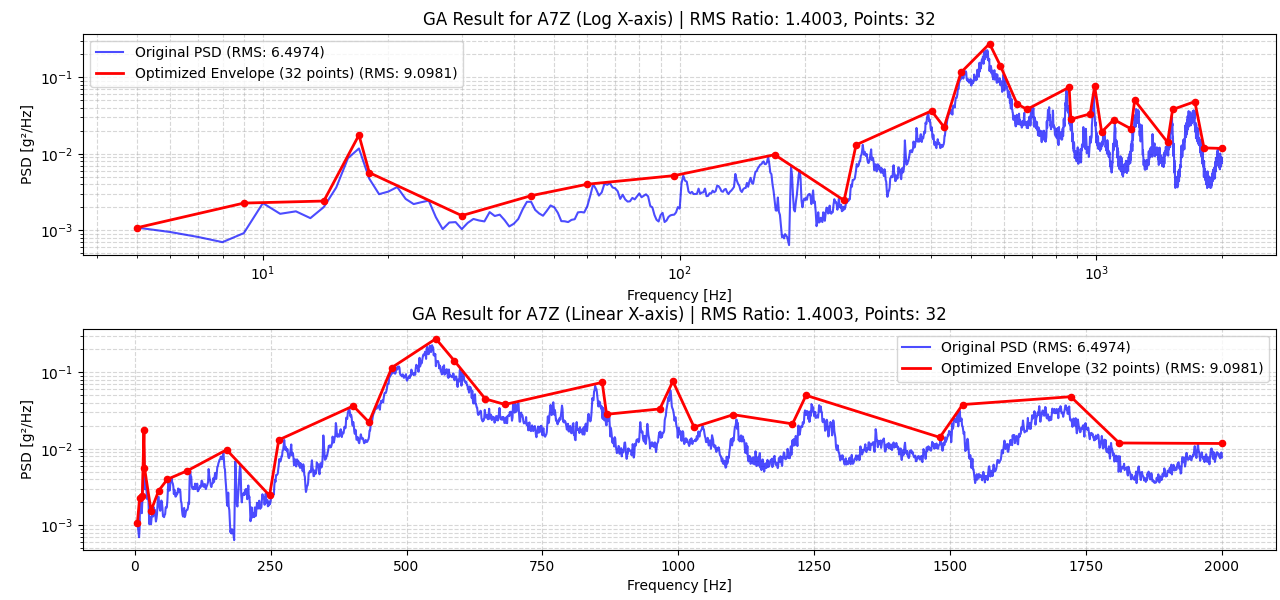 GA Result for A7Z (Log X-axis) | RMS Ratio: 1.4003, Points: 32
Original PSD (RMS: 6.4974)
Optimized Envelope (32 points) (RMS: 9.0981)
PSD [g²/Hz]
10⁻¹
10⁻²
10⁻³
10¹ 10² 10³
Frequency [Hz]
GA Result for A7Z (Linear X-axis) | RMS Ratio: 1.4003, Points: 32
Original PSD (RMS: 6.4974)
Optimized Envelope (32 points) (RMS: 9.0981)
PSD [g²/Hz]
10⁻¹
10⁻²
10⁻³
0 250 500 750 1000 1250 1500 1750 2000
Frequency [Hz]